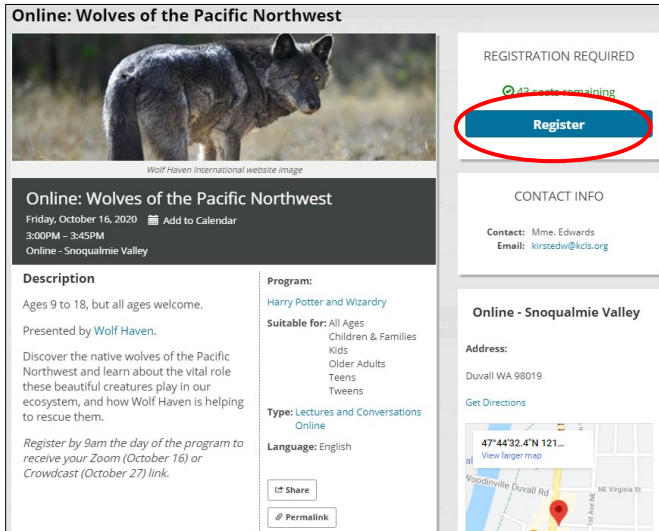 Online: Wolves of the Pacific Northwest
Wolf Haven International website image
Online: Wolves of the Pacific Northwest
Friday, October 16, 2020 Add to Calendar
3:00PM – 3:45PM
Online - Snoqualmie Valley
Description
Ages 9 to 18, but all ages welcome.
Presented by Wolf Haven.
Discover the native wolves of the Pacific
Northwest and learn about the vital role
these beautiful creatures play in our
ecosystem, and how Wolf Haven is helping
to rescue them.
Register by 9am the day of the program to
receive your Zoom (October 16) or
Crowdcast (October 27) link.
Program:
Harry Potter and Wizardry
Suitable for: All Ages
Children & Families
Kids
Older Adults
Teens
Tweens
Type: Lectures and Conversations
Online
Language: English
Share
Permalink
REGISTRATION REQUIRED
43 seats remaining
Register
CONTACT INFO
Contact: Mme. Edwards
Email: kirstedw@kcls.org
Online - Snoqualmie Valley
Address:
Duvall WA 98019
Get Directions
47°44'32.4"N 121...
View larger map
Woodinville Duvall Rd
NE Virginia St
1st Ave NE